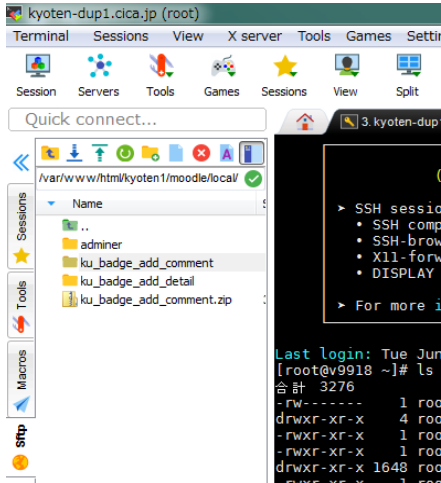 kyoten-dup1.cica.jp (root)
Terminal Sessions View X server Tools Games
Session Servers Tools Games Sessions View Split
Quick connect...
3. kyoten-dup1
/var/www/html/kyoten1/moodle/local/
Name
..
adminer
ku_badge_add_comment
ku_badge_add_detail
ku_badge_add_comment.zip
Sessions
Tools
Macros
Sftp
➤ SSH
• SSH
• SSH-brow
• X11-forw
• DISPLAY
➤ For more
Last login: Tue Jun
[root@v9918 ~]# ls
合計 3276
-rw------- 1 roo
drwxr-xr-x 4 roo
-rwxr-xr-x 1 roo
-rwxr-xr-x 1 roo
drwxr-xr-x 1648 roo